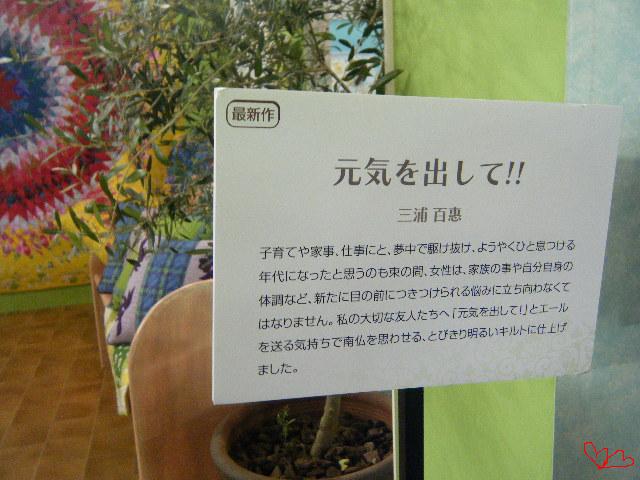 最新作
元気を出して!!
三浦 百惠
子育てや家事、仕事にと、夢中で駆け抜け、ようやくひと息つける
年代になったと思うのも束の間、女性は、家族の事や自分自身の
体調など、新たに目の前につきつけられる悩みに立ち向わなくて
はなりません。私の大切な友人たちへ「元気を出して!」とエール
を送る気持ちで南仏を思わせる、とびきり明るいキルトに仕上げ
ました。